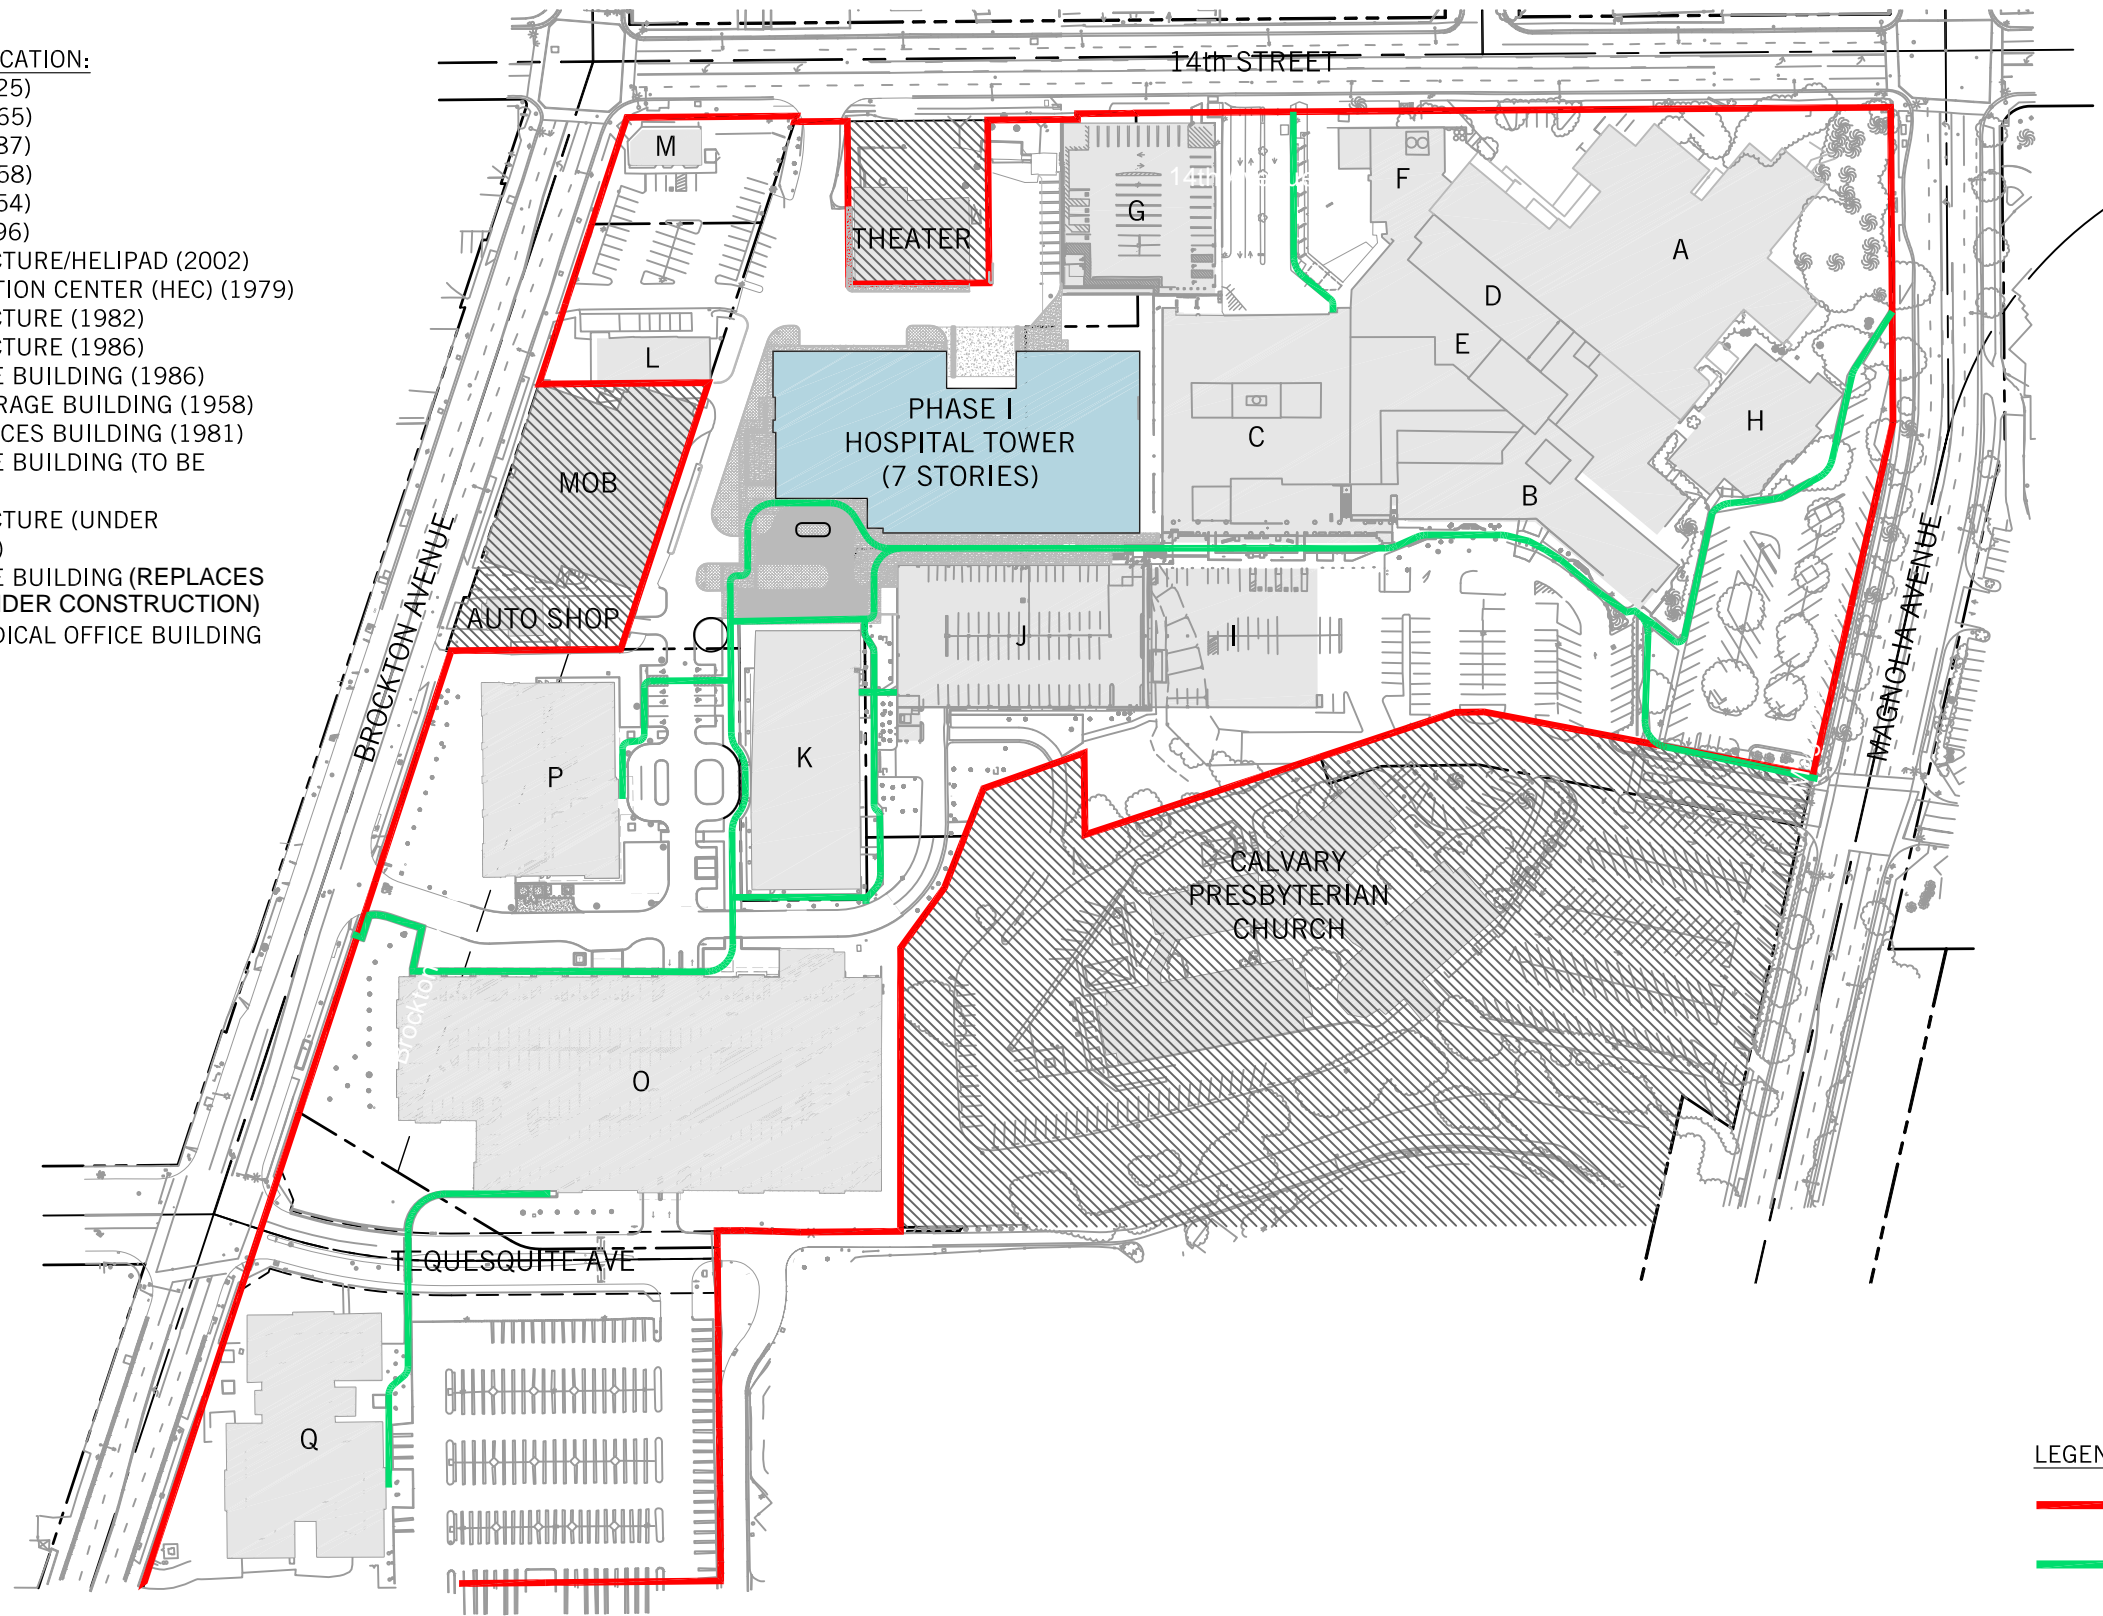 CATION:
25)
65)
87)
58)
54)
96)
CTURE/HELIPAD (2002)
TION CENTER (HEC) (1979)
CTURE (1982)
CTURE (1986)
E BUILDING (1986)
RAGE BUILDING (1958)
CES BUILDING (1981)
E BUILDING (TO BE
CTURE (UNDER
)
E BUILDING (REPLACES
NDER CONSTRUCTION)
DICAL OFFICE BUILDING
14th STREET
M
THEATER
G
F
A
D
E
L
PHASE I
HOSPITAL TOWER
(7 STORIES)
C
H
B
MOB
AUTO SHOP
BROCKTON AVENUE
MAGNOLIA AVENUE
J
I
P
K
CALVARY
PRESBYTERIAN
CHURCH
Brockton
O
TEQUESQUITE AVE
Q
LEGEN